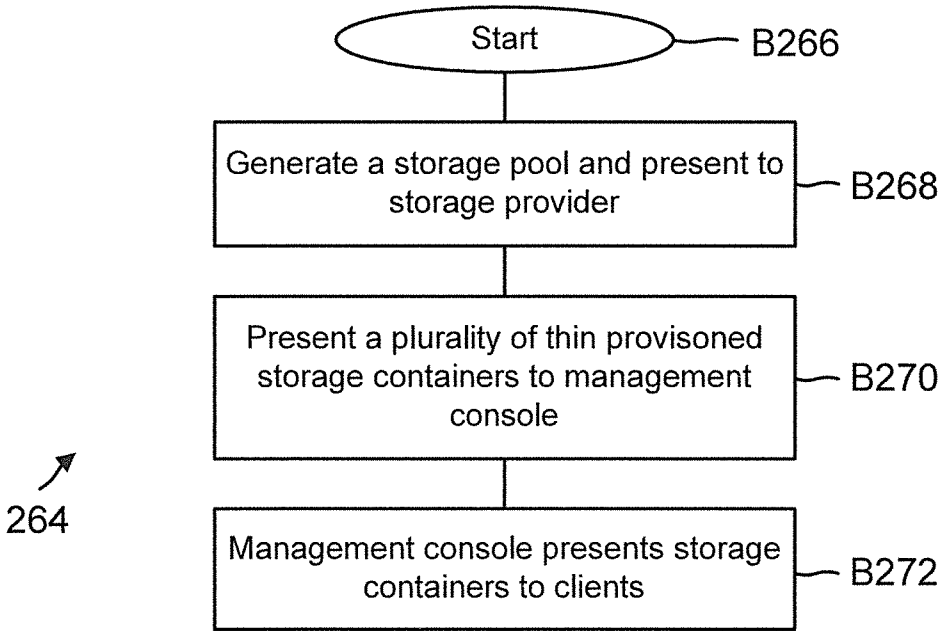 Start
B266
Generate a storage pool and present to
storage provider
B268
Present a plurality of thin provisoned
storage containers to management
console
B270
264
Management console presents storage
containers to clients
B272